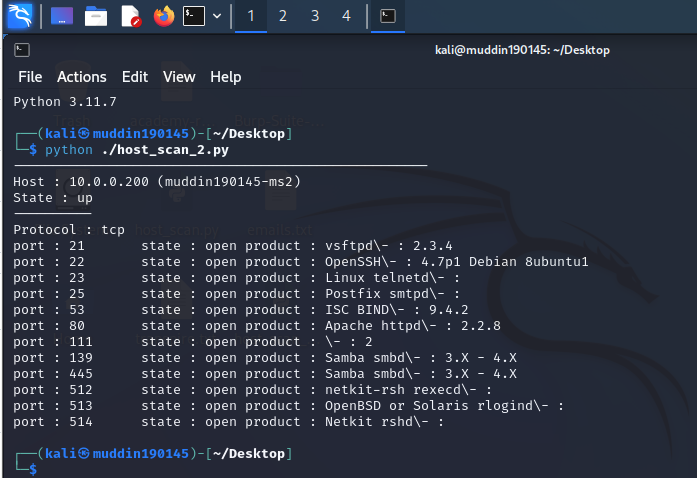 1 2 3 4
kali@muddin190145: ~/Desktop
File Actions Edit View Help
Python 3.11.7
┌──(kali㉿muddin190145)-[~/Desktop]
└─$ python ./host_scan_2.py
----------------------------------------------------
Host : 10.0.0.200 (muddin190145-ms2)
State : up
----------
Protocol : tcp
port : 21 state : open product : vsftpd\- : 2.3.4
port : 22 state : open product : OpenSSH\- : 4.7p1 Debian 8ubuntu1
port : 23 state : open product : Linux telnetd\- :
port : 25 state : open product : Postfix smtpd\- :
port : 53 state : open product : ISC BIND\- : 9.4.2
port : 80 state : open product : Apache httpd\- : 2.2.8
port : 111 state : open product : \- : 2
port : 139 state : open product : Samba smbd\- : 3.X - 4.X
port : 445 state : open product : Samba smbd\- : 3.X - 4.X
port : 512 state : open product : netkit-rsh rexecd\- :
port : 513 state : open product : OpenBSD or Solaris rlogind\- :
port : 514 state : open product : Netkit rshd\- :
┌──(kali㉿muddin190145)-[~/Desktop]
└─$